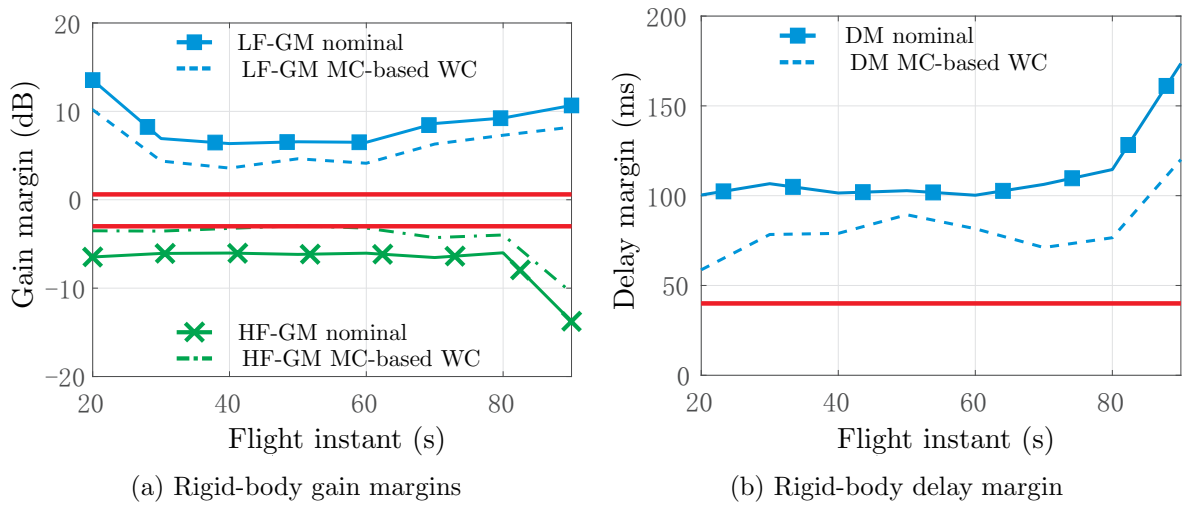 20
10
0
−10
−20
Gain margin (dB)
LF-GM nominal
LF-GM MC-based WC
HF-GM nominal
HF-GM MC-based WC
20
40
60
80
Flight instant (s)
(a) Rigid-body gain margins
200
150
100
50
0
Delay margin (ms)
DM nominal
DM MC-based WC
20
40
60
80
Flight instant (s)
(b) Rigid-body delay margin